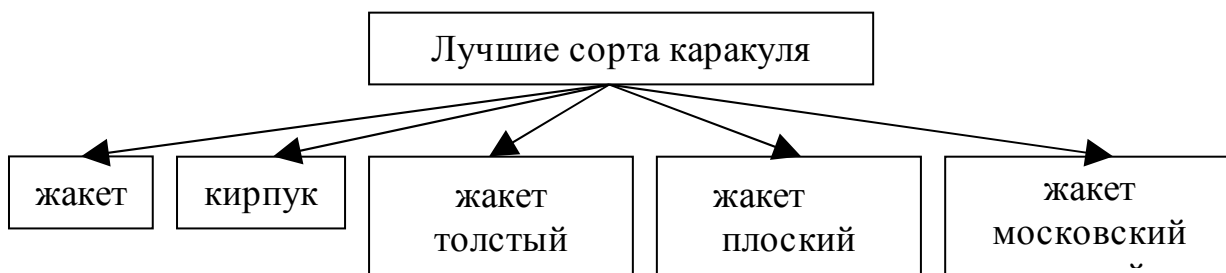 Лучшие сорта каракуля
жакет
кирпук
жакет
толстый
жакет
плоский
жакет
московский